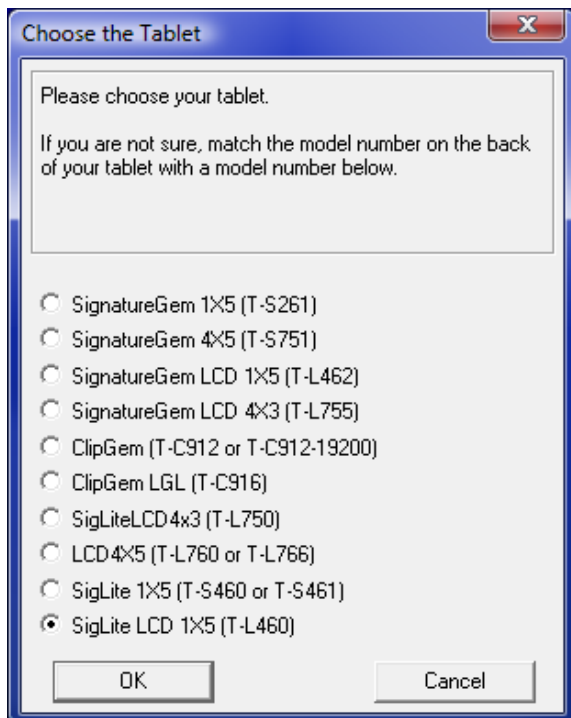 Choose the Tablet
Please choose your tablet.
If you are not sure, match the model number on the back
of your tablet with a model number below.
SignatureGem 1X5 (T-S261)
SignatureGem 4X5 (T-S751)
SignatureGem LCD 1X5 (T-L462)
SignatureGem LCD 4X3 (T-L755)
ClipGem (T-C912 or T-C912-19200)
ClipGem LGL (T-C916)
SigLiteLCD4x3 (T-L750)
LCD4X5 (T-L760 or T-L766)
SigLite 1X5 (T-S460 or T-S461)
SigLite LCD 1X5 (T-L460)
OK Cancel